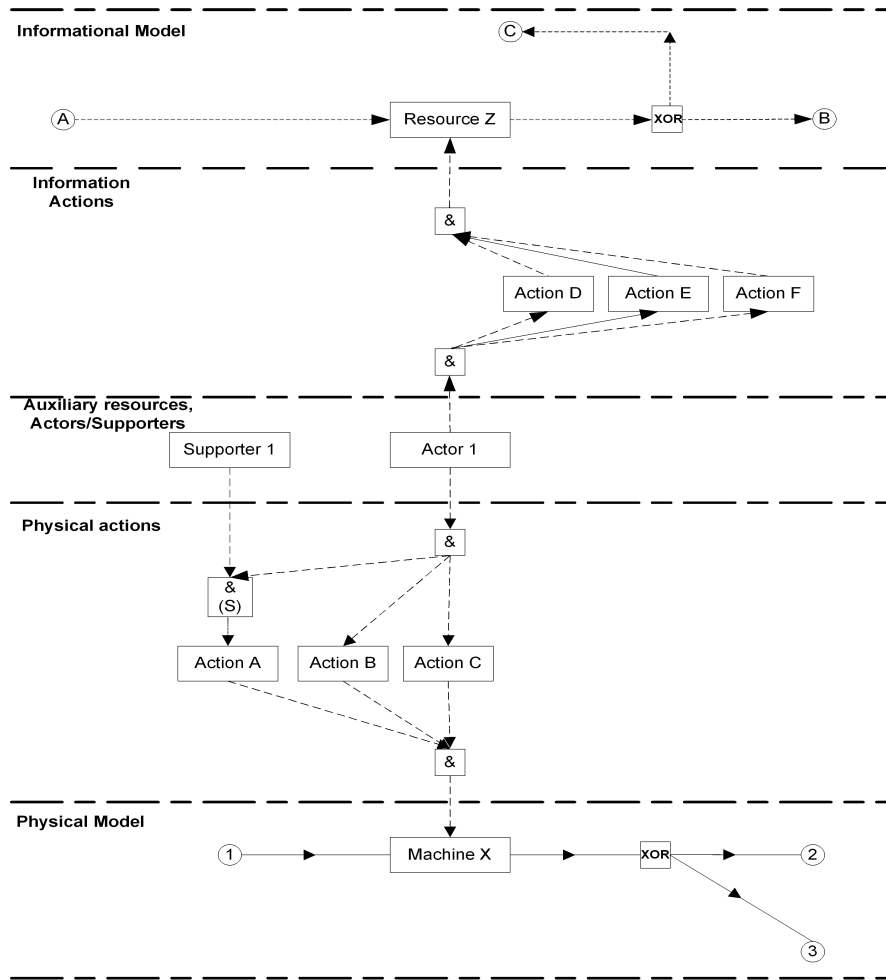 Informational Model
C
A
Resource Z
XOR
B
Information
Actions
&
Action D
Action E
Action F
&
Auxiliary resources,
Actors/Supporters
Supporter 1
Actor 1
Physical actions
&
&
(S)
Action A
Action B
Action C
&
Physical Model
1
Machine X
XOR
2
3